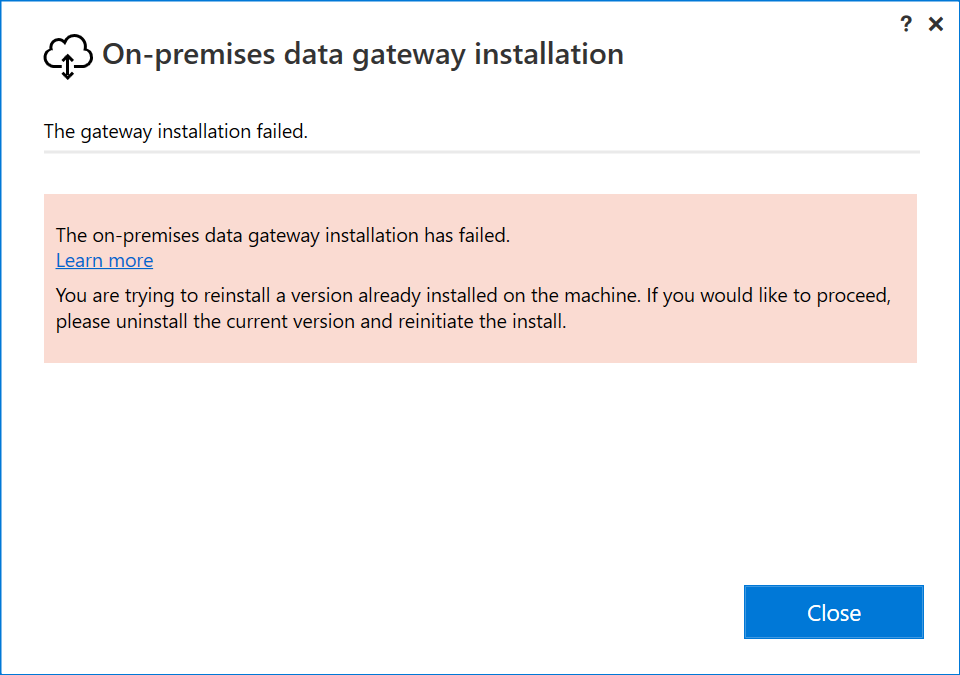 ?
On-premises data gateway installation
The gateway installation failed.
The on-premises data gateway installation has failed.
Learn more
You are trying to reinstall a version already installed on the machine. If you would like to proceed,
please uninstall the current version and reinitiate the install.
Close